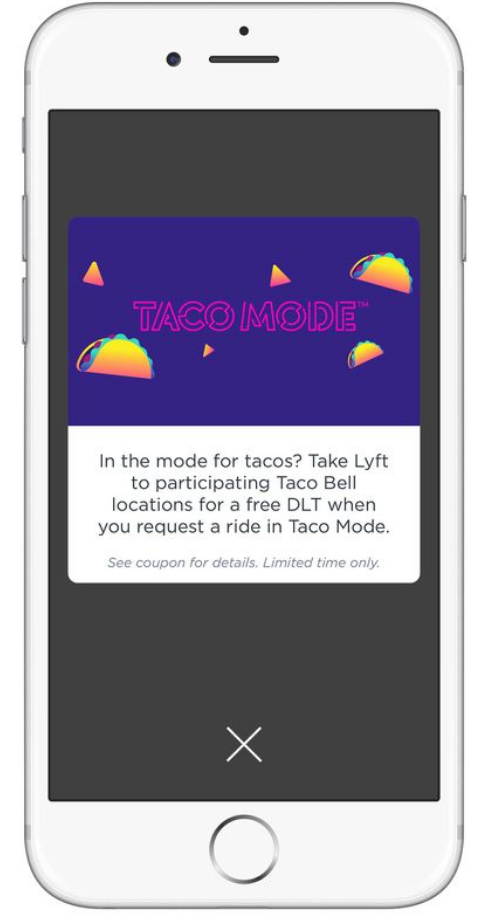 TACO MODE™
In the mode for tacos? Take Lyft
to participating Taco Bell
locations for a free DLT when
you request a ride in Taco Mode.
See coupon for details. Limited time only.